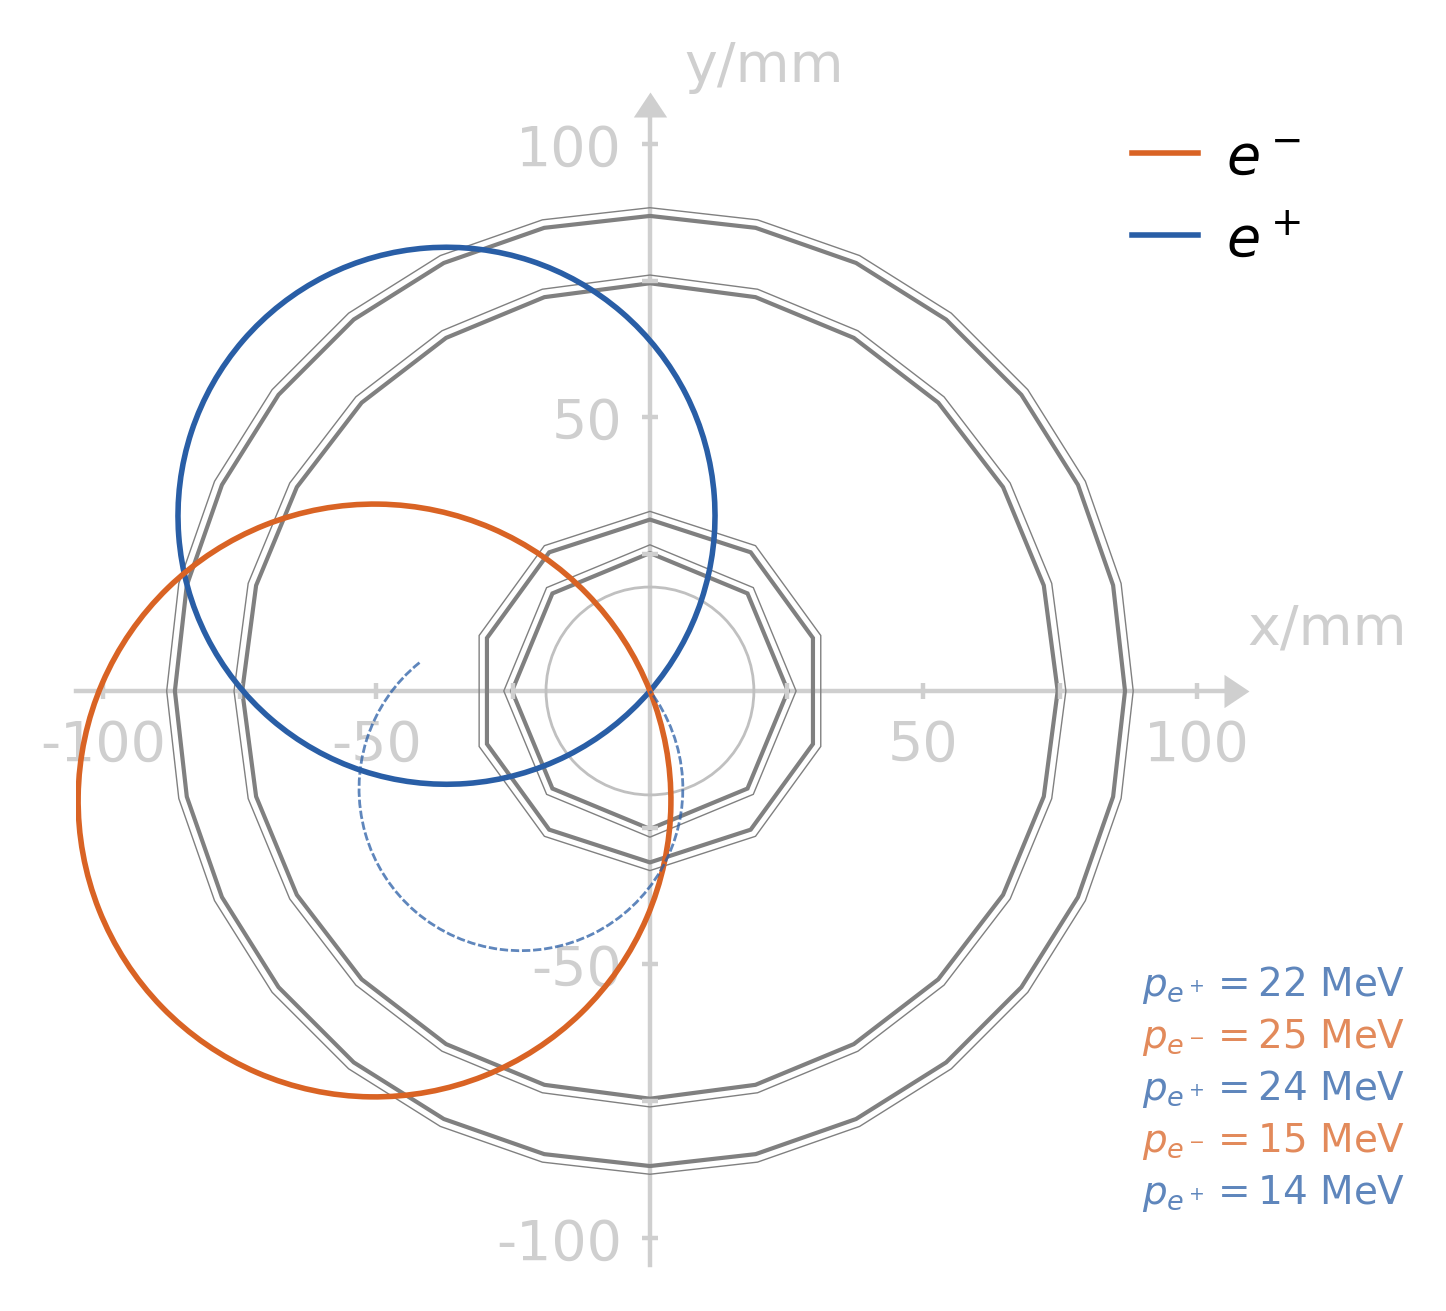 y/mm
100
e⁻
e⁺
50
x/mm
-100
-50
50
100
-50
p_{e⁺} = 22 MeV
p_{e⁻} = 25 MeV
p_{e⁺} = 24 MeV
p_{e⁻} = 15 MeV
p_{e⁺} = 14 MeV
-100